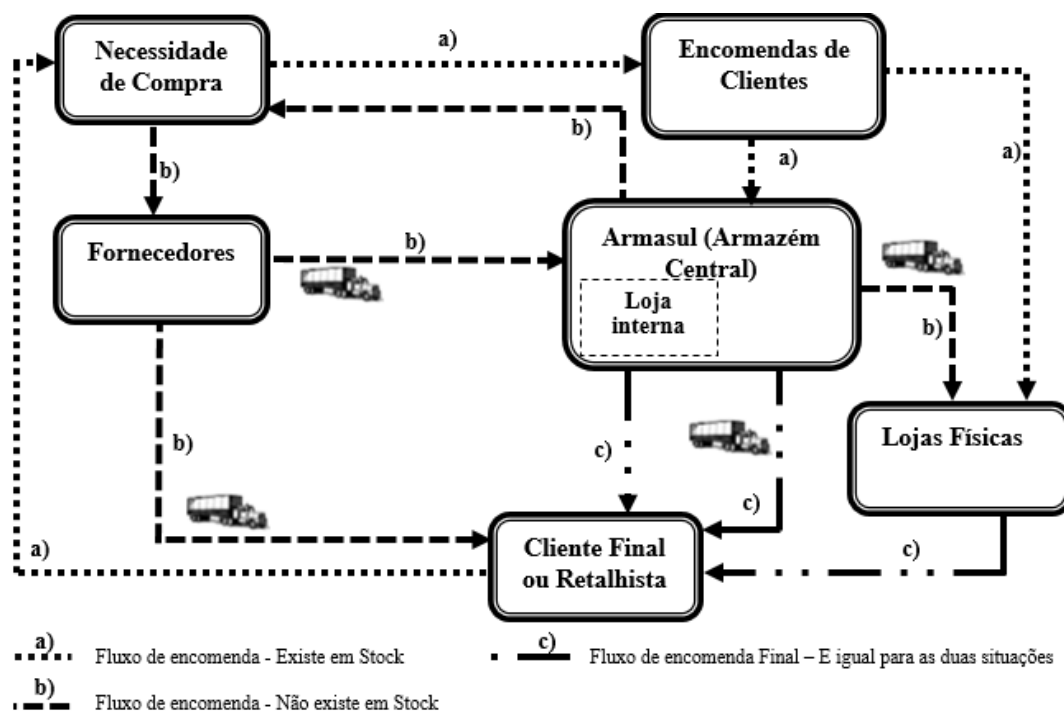 Necessidade
de Compra
a)
Encomendas de
Clientes
b)
b)
a)
a)
Fornecedores
b)
Armasul (Armazém
Central)
Loja
interna
b)
b)
c)
c)
Lojas Físicas
Cliente Final
ou Retalhista
a)
c)
a)
Fluxo de encomenda - Existe em Stock
c)
Fluxo de encomenda Final – E igual para as duas situações
b)
Fluxo de encomenda - Não existe em Stock